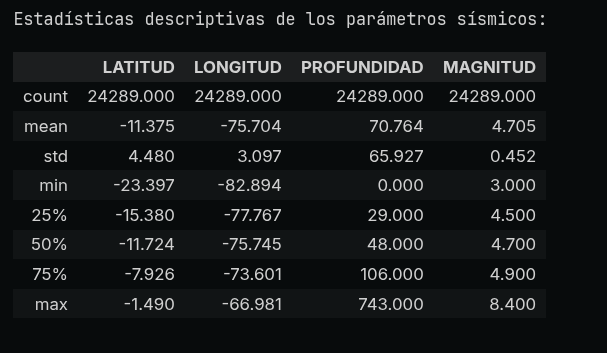 Estadísticas descriptivas de los parámetros sísmicos:
LATITUD LONGITUD PROFUNDIDAD MAGNITUD
count 24289.000 24289.000 24289.000 24289.000
mean -11.375 -75.704 70.764 4.705
std 4.480 3.097 65.927 0.452
min -23.397 -82.894 0.000 3.000
25% -15.380 -77.767 29.000 4.500
50% -11.724 -75.745 48.000 4.700
75% -7.926 -73.601 106.000 4.900
max -1.490 -66.981 743.000 8.400